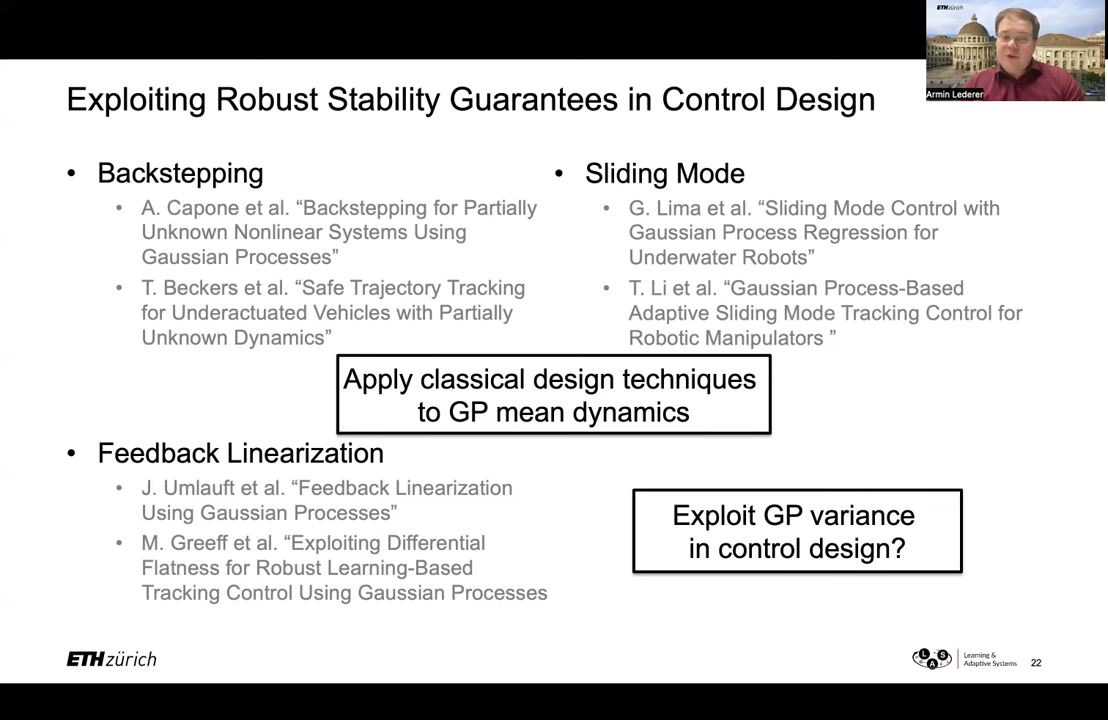 ETH zürich
Armin Lederer
Exploiting Robust Stability Guarantees in Control Design
• Backstepping
• A. Capone et al. “Backstepping for Partially
Unknown Nonlinear Systems Using
Gaussian Processes”
• T. Beckers et al. “Safe Trajectory Tracking
for Underactuated Vehicles with Partially
Unknown Dynamics”
• Sliding Mode
• G. Lima et al. “Sliding Mode Control with
Gaussian Process Regression for
Underwater Robots”
• T. Li et al. “Gaussian Process-Based
Adaptive Sliding Mode Tracking Control for
Robotic Manipulators ”
Apply classical design techniques
to GP mean dynamics
• Feedback Linearization
• J. Umlauft et al. “Feedback Linearization
Using Gaussian Processes”
• M. Greeff et al. “Exploiting Differential
Flatness for Robust Learning-Based
Tracking Control Using Gaussian Processes
Exploit GP variance
in control design?
ETH zürich
L A S
Learning &
Adaptive Systems
22